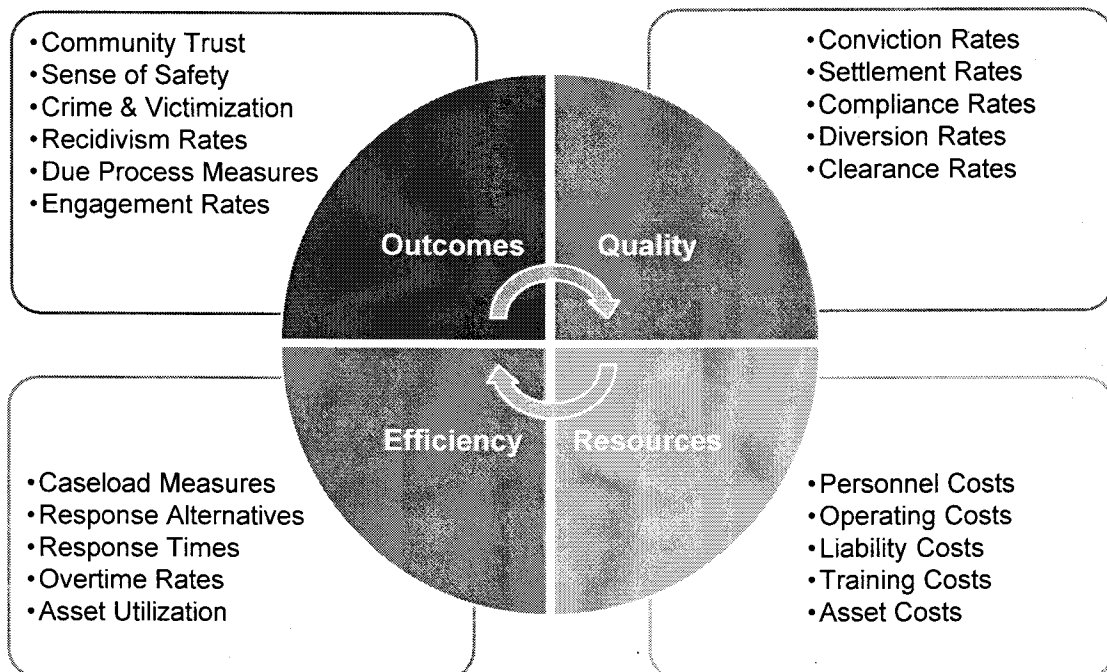 •Community Trust
•Sense of Safety
•Crime & Victimization
•Recidivism Rates
•Due Process Measures
•Engagement Rates
•Conviction Rates
•Settlement Rates
•Compliance Rates
•Diversion Rates
•Clearance Rates
Outcomes
Quality
Efficiency
Resources
•Caseload Measures
•Response Alternatives
•Response Times
•Overtime Rates
•Asset Utilization
•Personnel Costs
•Operating Costs
•Liability Costs
•Training Costs
•Asset Costs